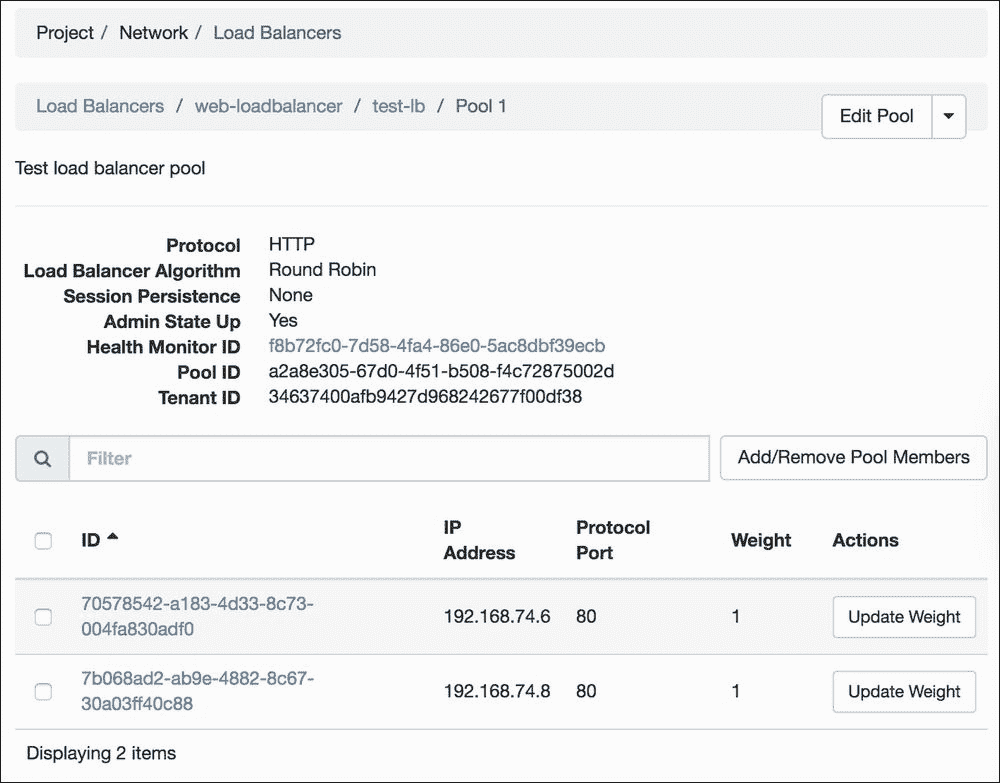 Project / Network / Load Balancers
Load Balancers / web-loadbalancer / test-lb / Pool 1
Edit Pool
Test load balancer pool
Protocol HTTP
Load Balancer Algorithm Round Robin
Session Persistence None
Admin State Up Yes
Health Monitor ID f8b72fc0-7d58-4fa4-86e0-5ac8dbf39ecb
Pool ID a2a8e305-67d0-4f51-b508-f4c72875002d
Tenant ID 34637400afb9427d968242677f00df38
Filter
Add/Remove Pool Members
ID
IP
Address
Protocol
Port
Weight
Actions
70578542-a183-4d33-8c73-
004fa830adf0
192.168.74.6 80 1 Update Weight
7b068ad2-ab9e-4882-8c67-
30a03ff40c88
192.168.74.8 80 1 Update Weight
Displaying 2 items